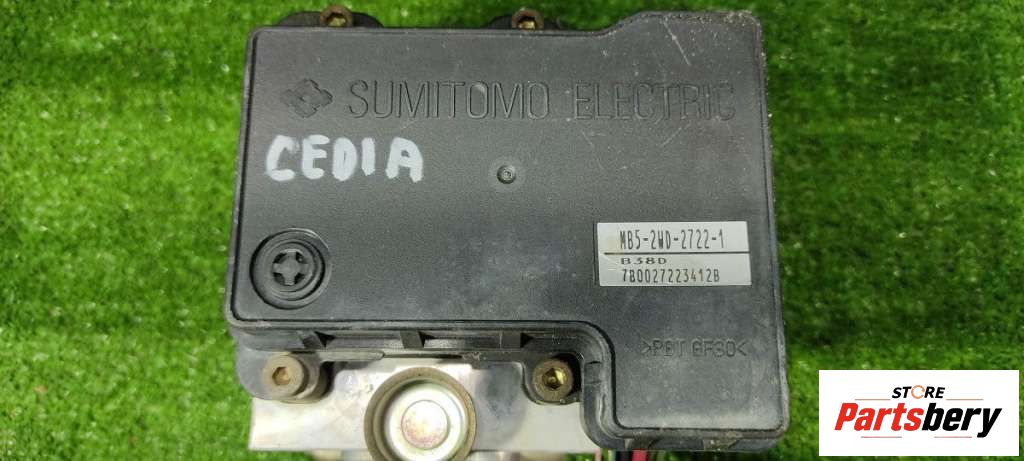 SUMITOMO ELECTRIC
CEDIA
MB5-2WD-2722-1
B38D
7B0027223412B
>PBT GF30<
STORE
Partsbery